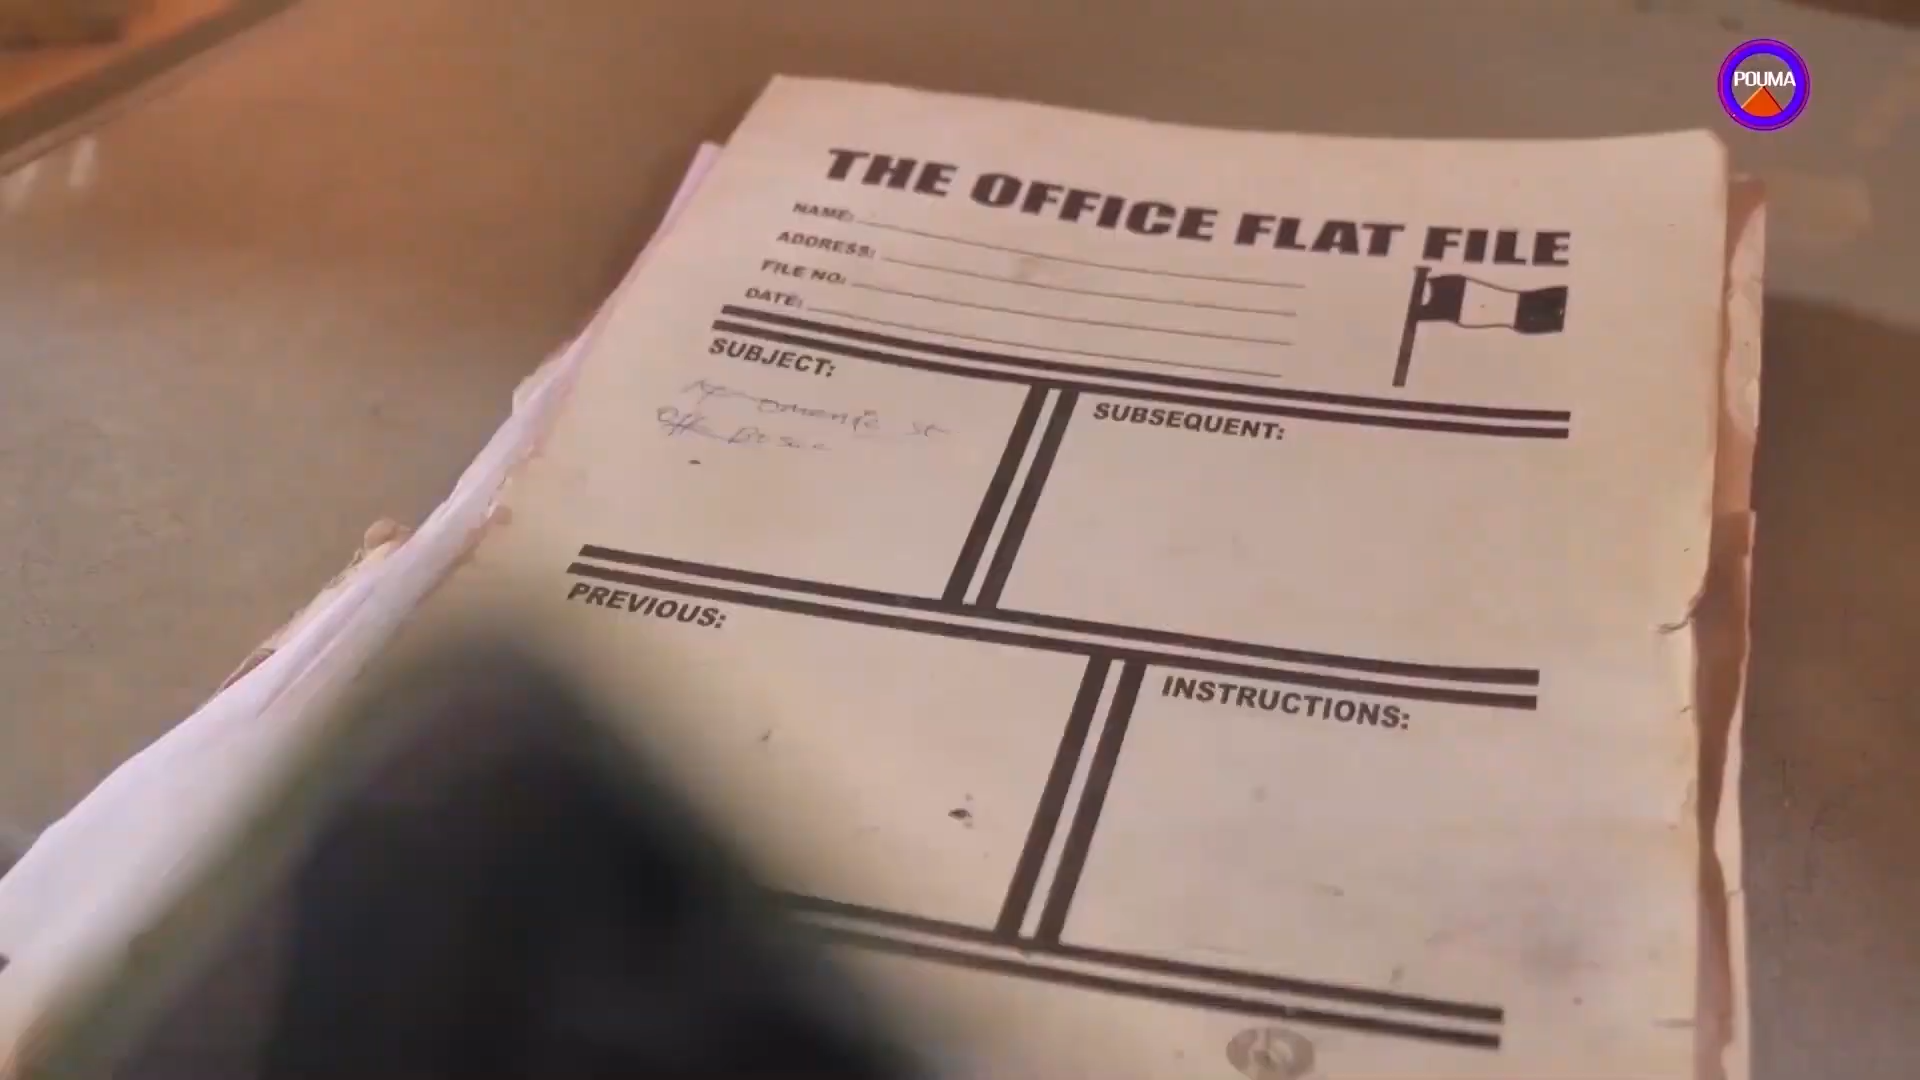 POUMA
THE OFFICE FLAT FILE
NAME:
ADDRESS:
FILE NO:
DATE:
SUBJECT:
SUBSEQUENT:
PREVIOUS:
INSTRUCTIONS: